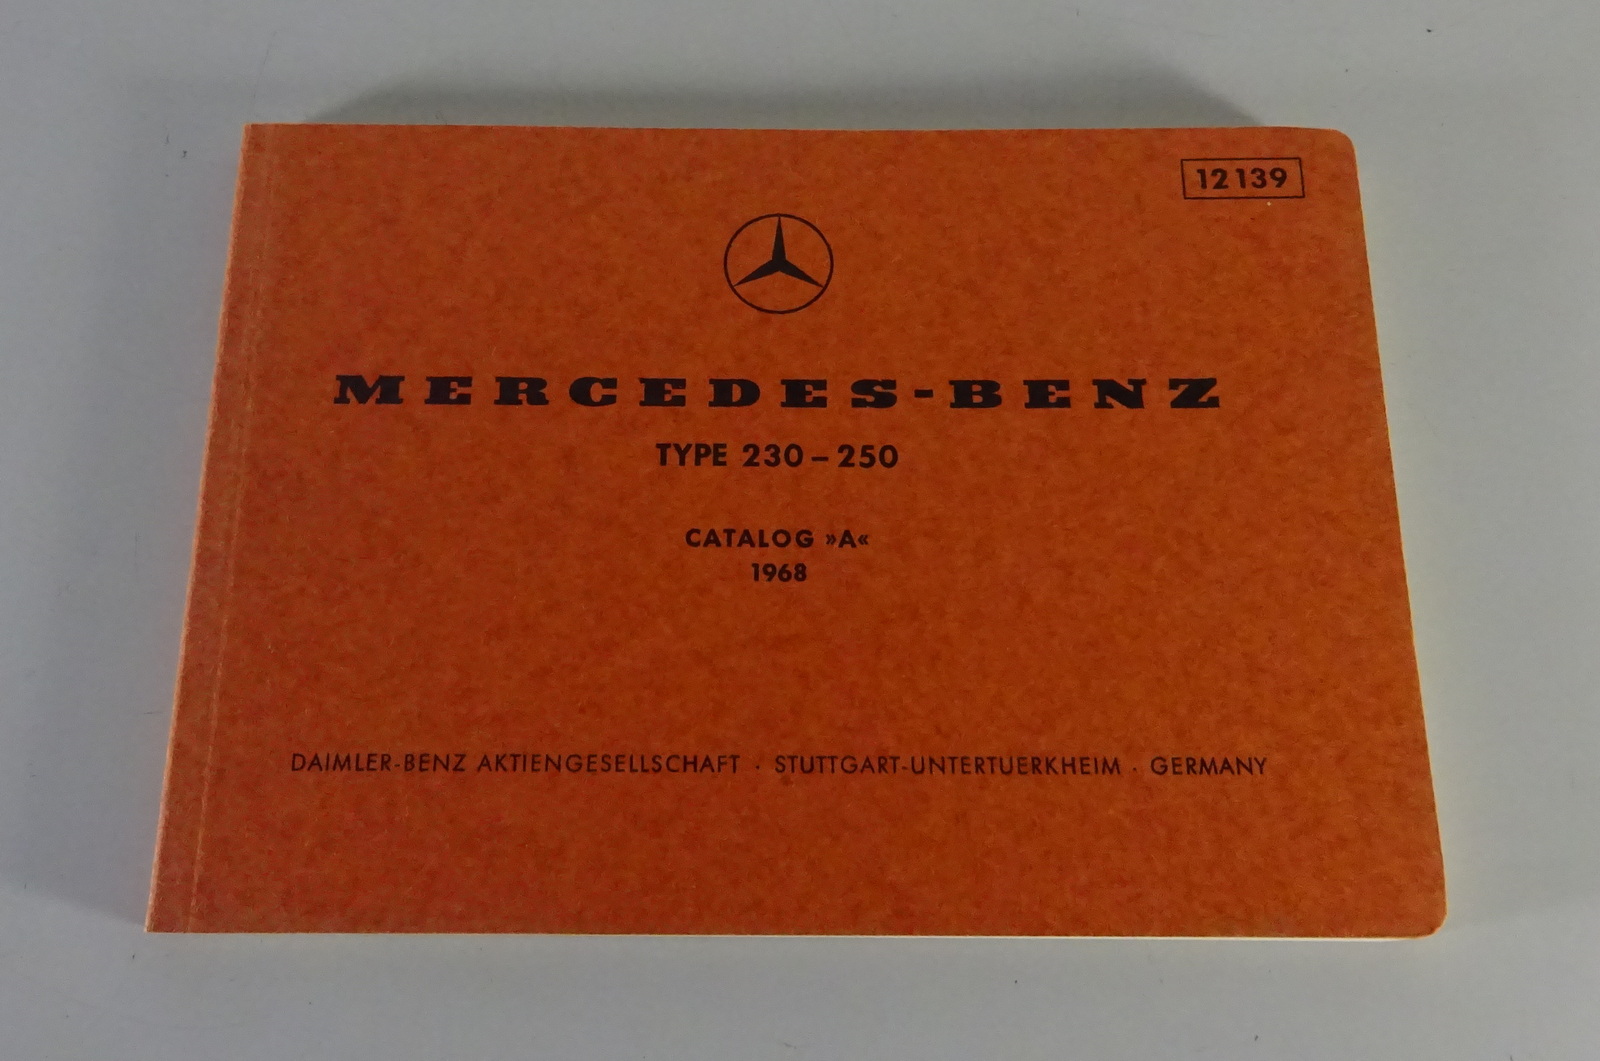 12139
MERCEDES-BENZ
TYPE 230 – 250
CATALOG »A«
1968
DAIMLER-BENZ AKTIENGESELLSCHAFT · STUTTGART-UNTERTUERKHEIM · GERMANY